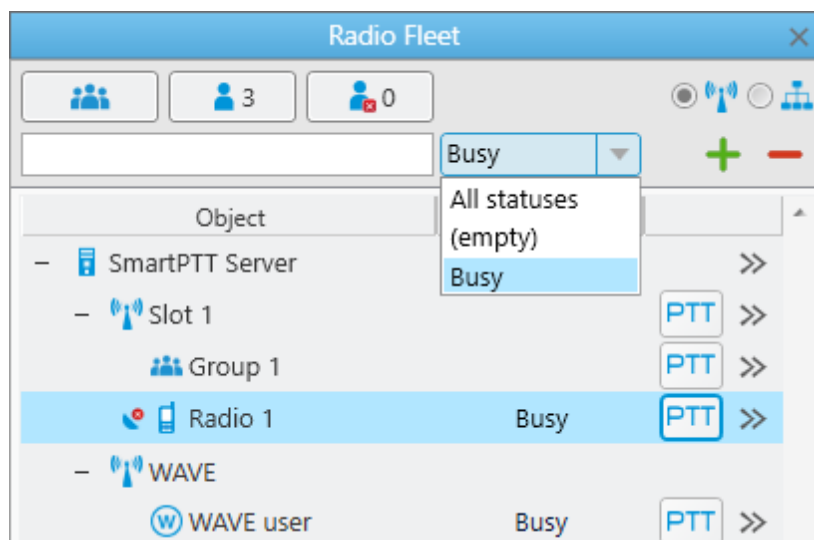 Radio Fleet
3 0
Busy
All statuses
(empty)
Busy
Object
SmartPTT Server
Slot 1 PTT
Group 1 PTT
Radio 1 Busy PTT
WAVE
W WAVE user Busy PTT